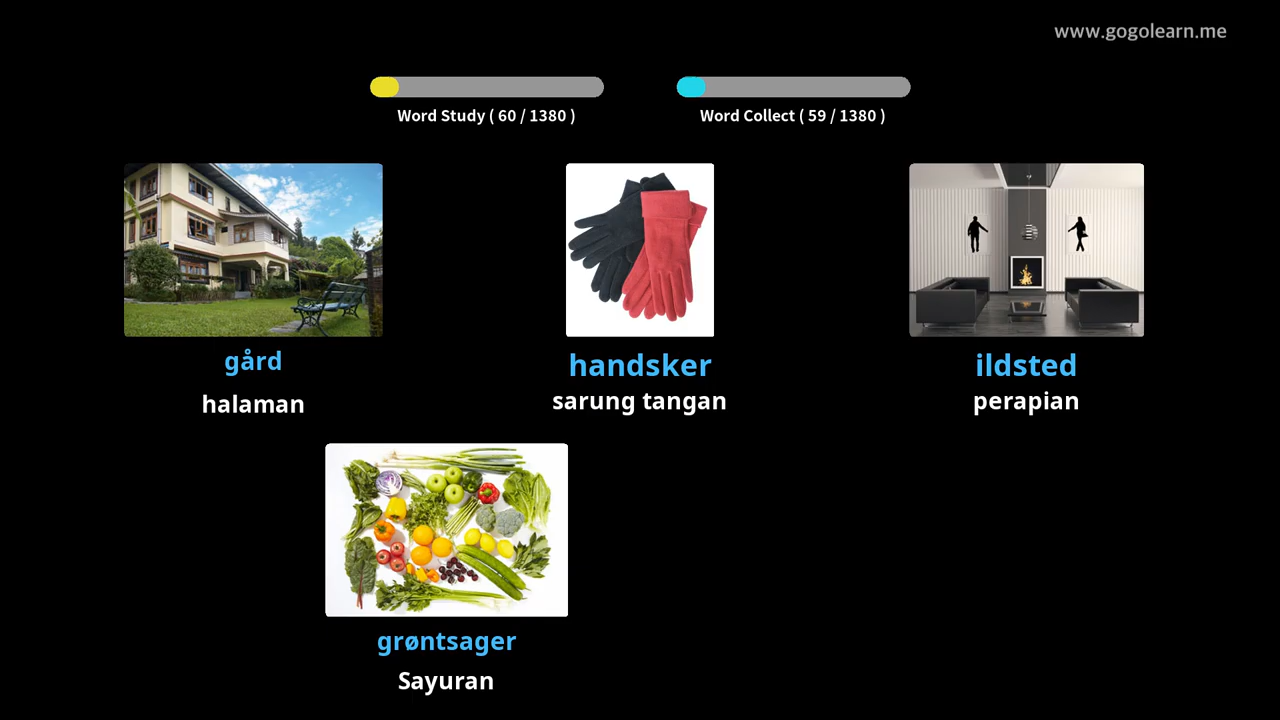 www.gogolearn.me
Word Study ( 60 / 1380 )
Word Collect ( 59 / 1380 )
gård
halaman
handsker
sarung tangan
ildsted
perapian
grøntsager
Sayuran